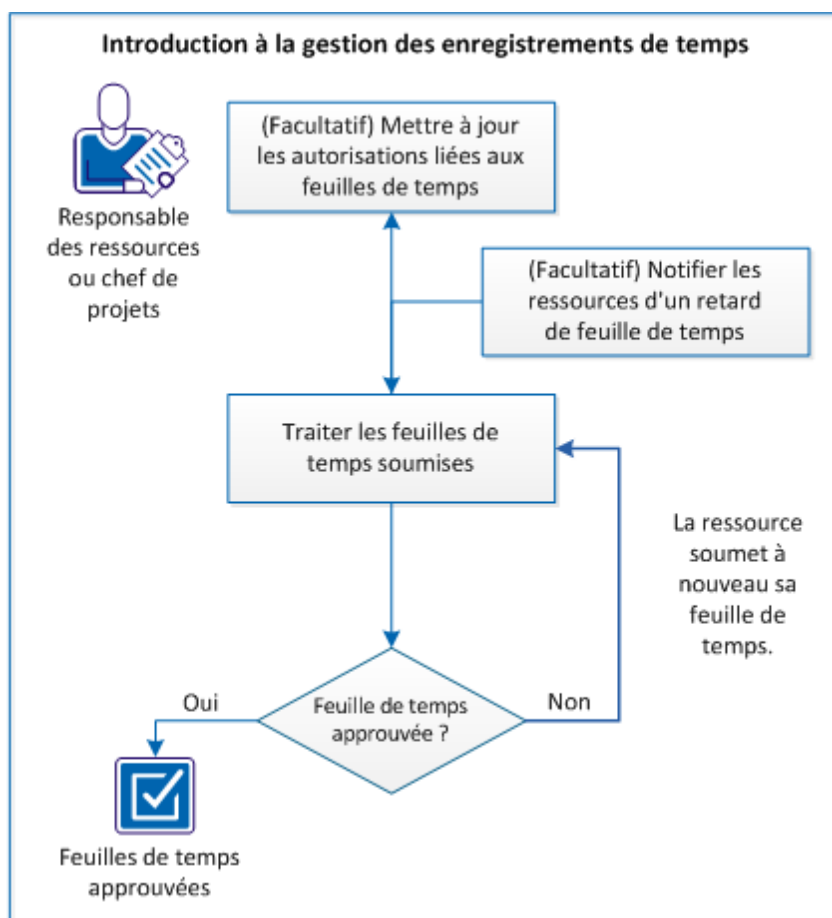 Introduction à la gestion des enregistrements de temps
(Facultatif) Mettre à jour
les autorisations liées aux
feuilles de temps
Responsable
des ressources
ou chef de
projets
(Facultatif) Notifier les
ressources d'un retard
de feuille de temps
Traiter les feuilles de
temps soumises
La ressource
soumet à
nouveau sa
feuille de
temps.
Oui
Feuille de temps
approuvée ?
Non
Feuilles de temps
approuvées